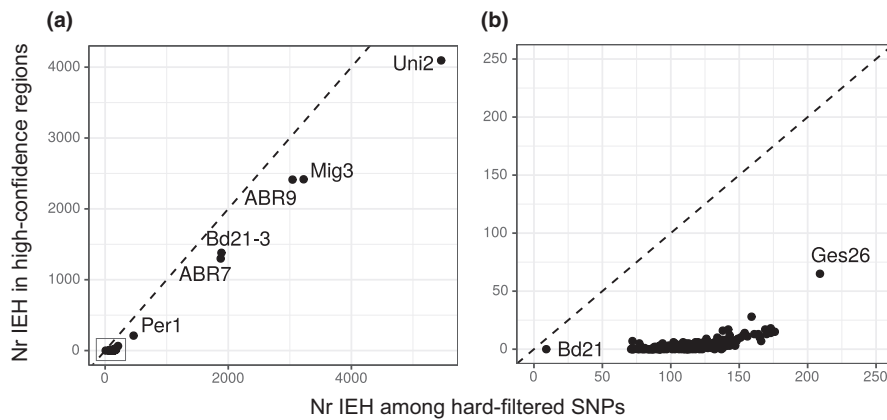 (a)
(b)
Nr IEH in high-confidence regions
4000
3000
2000
1000
0
Uni2
Mig3
ABR9
Bd21-3
ABR7
Per1
0
2000
4000
250
200
150
100
50
0
Ges26
Bd21
0
50
100
150
200
250
Nr IEH among hard-filtered SNPs